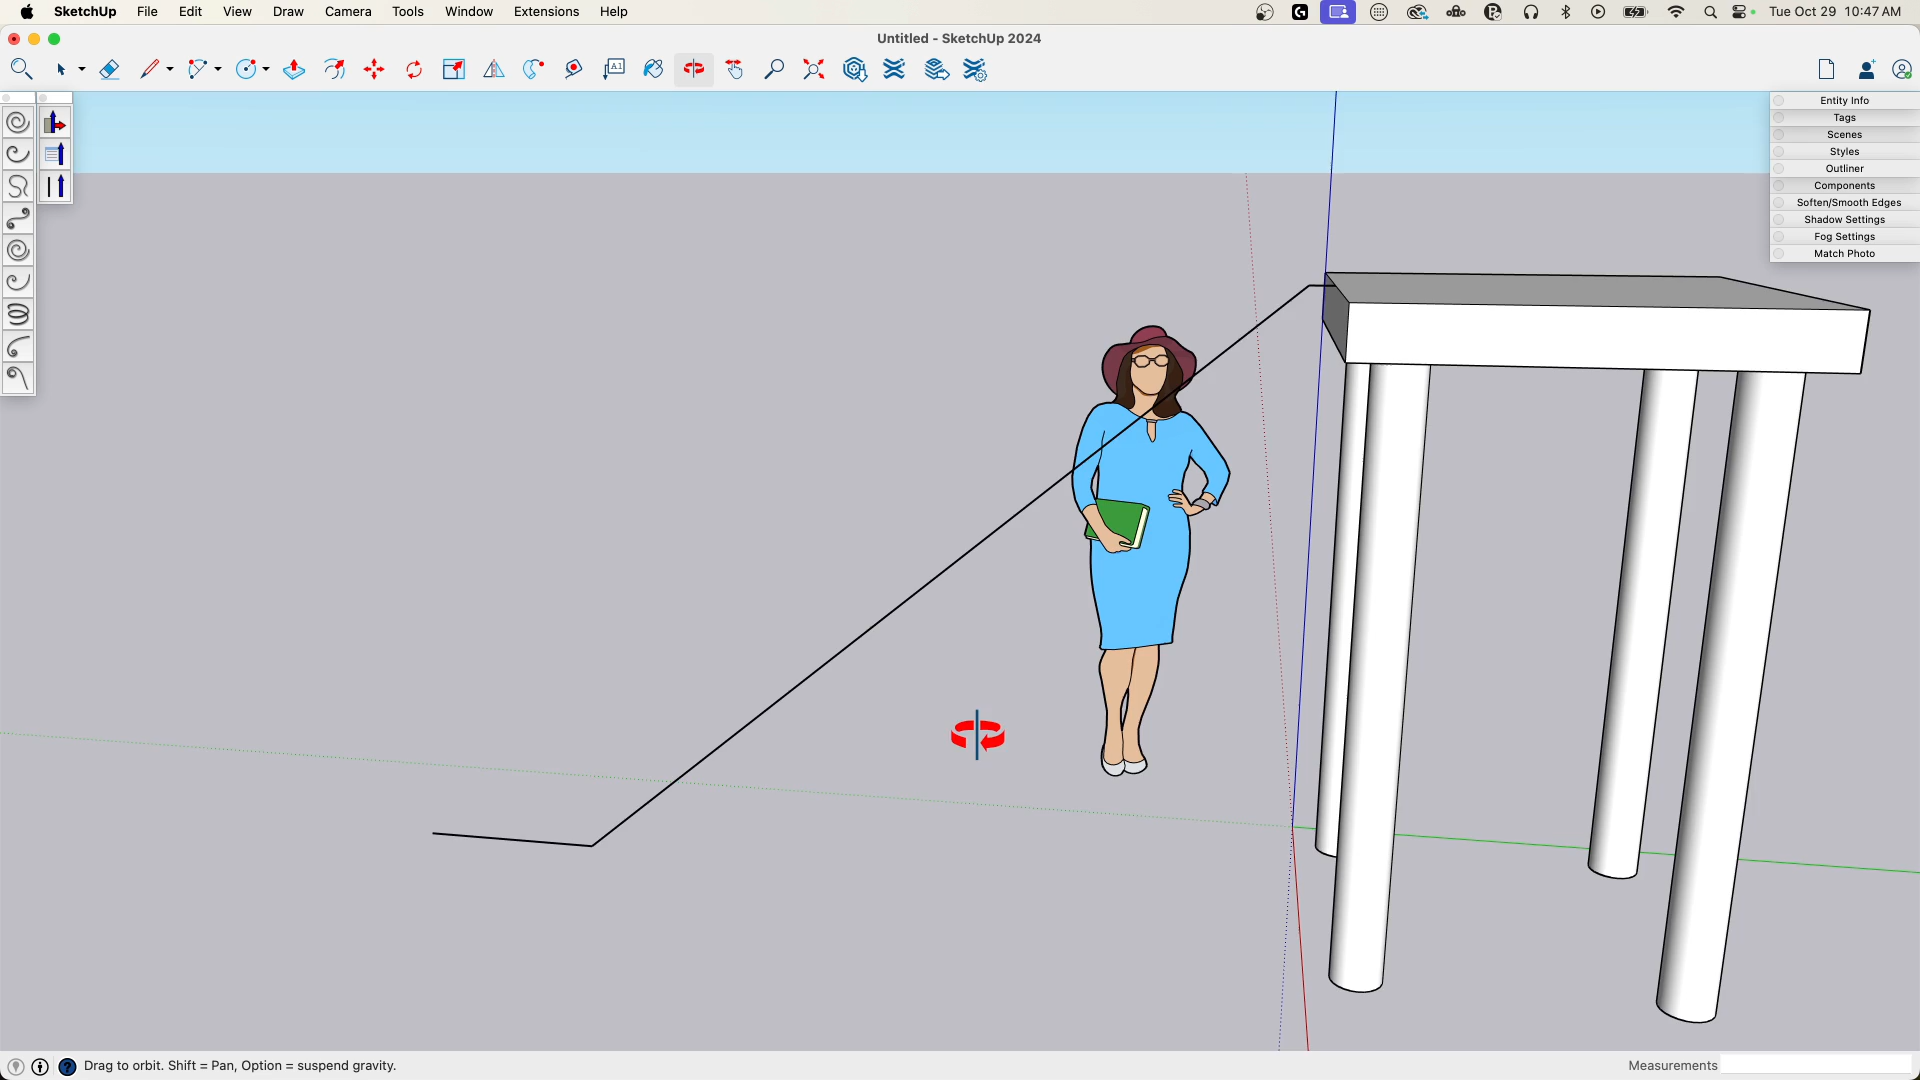 SketchUp File Edit View Draw Camera Tools Window Extensions Help Tue Oct 29 10:47 AM
Untitled - SketchUp 2024
A1
Entity Info
Tags
Scenes
Styles
Outliner
Components
Soften/Smooth Edges
Shadow Settings
Fog Settings
Match Photo
Drag to orbit. Shift = Pan, Option = suspend gravity. Measurements